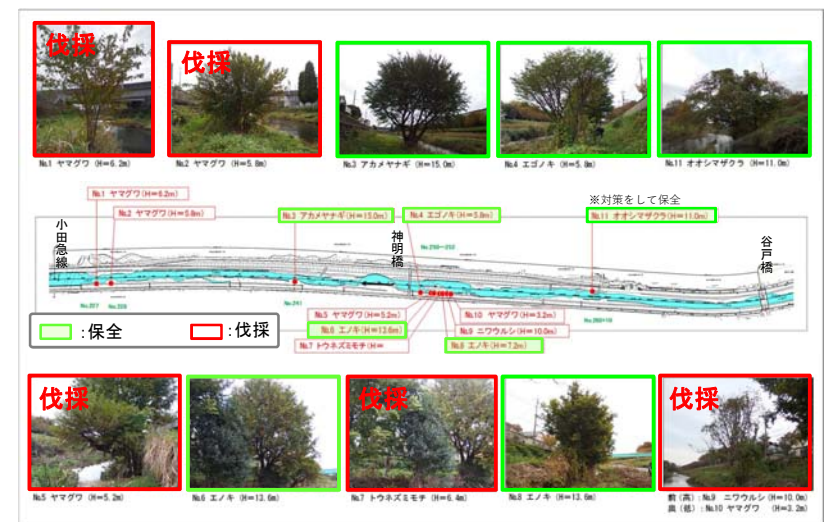 伐採
伐採
No.1 ヤマグワ (H=6.2m)
No.2 ヤマグワ (H=5.8m)
No.3 アカメヤナギ(H=15.0m)
No.4 エゴノキ(H=5.8m)
No.11 オオシマザクラ(H=11.0m)
No.1 ヤマグワ(H=6.2m)
No.2 ヤマグワ(H=5.8m)
No.3 アカメヤナギ(H=15.0m)
No.4 エゴノキ(H=5.8m)
※対策をして保全
No.11 オオシマザクラ(H=11.0m)
小田急線
神明橋
谷戸橋
No.241
No.5 ヤマグワ(H=5.2m)
No.10 ヤマグワ(H=3.2m)
No.6 エノキ(H=13.6m)
No.9 ニワウルシ(H=10.0m)
No.7 トウネズミモチ(H=
No.8 エノキ(H=7.2m)
:保全
:伐採
伐採
伐採
伐採
No.5 ヤマグワ (H=5.2m)
No.6 エノキ(H=13.6m)
No.7 トウネズミモチ(H=6.4m)
No.8 エノキ(H=13.6m)
前(高):No.9 ニワウルシ(H=10.0m)
奥(低):No.10 ヤマグワ (H=3.2m)